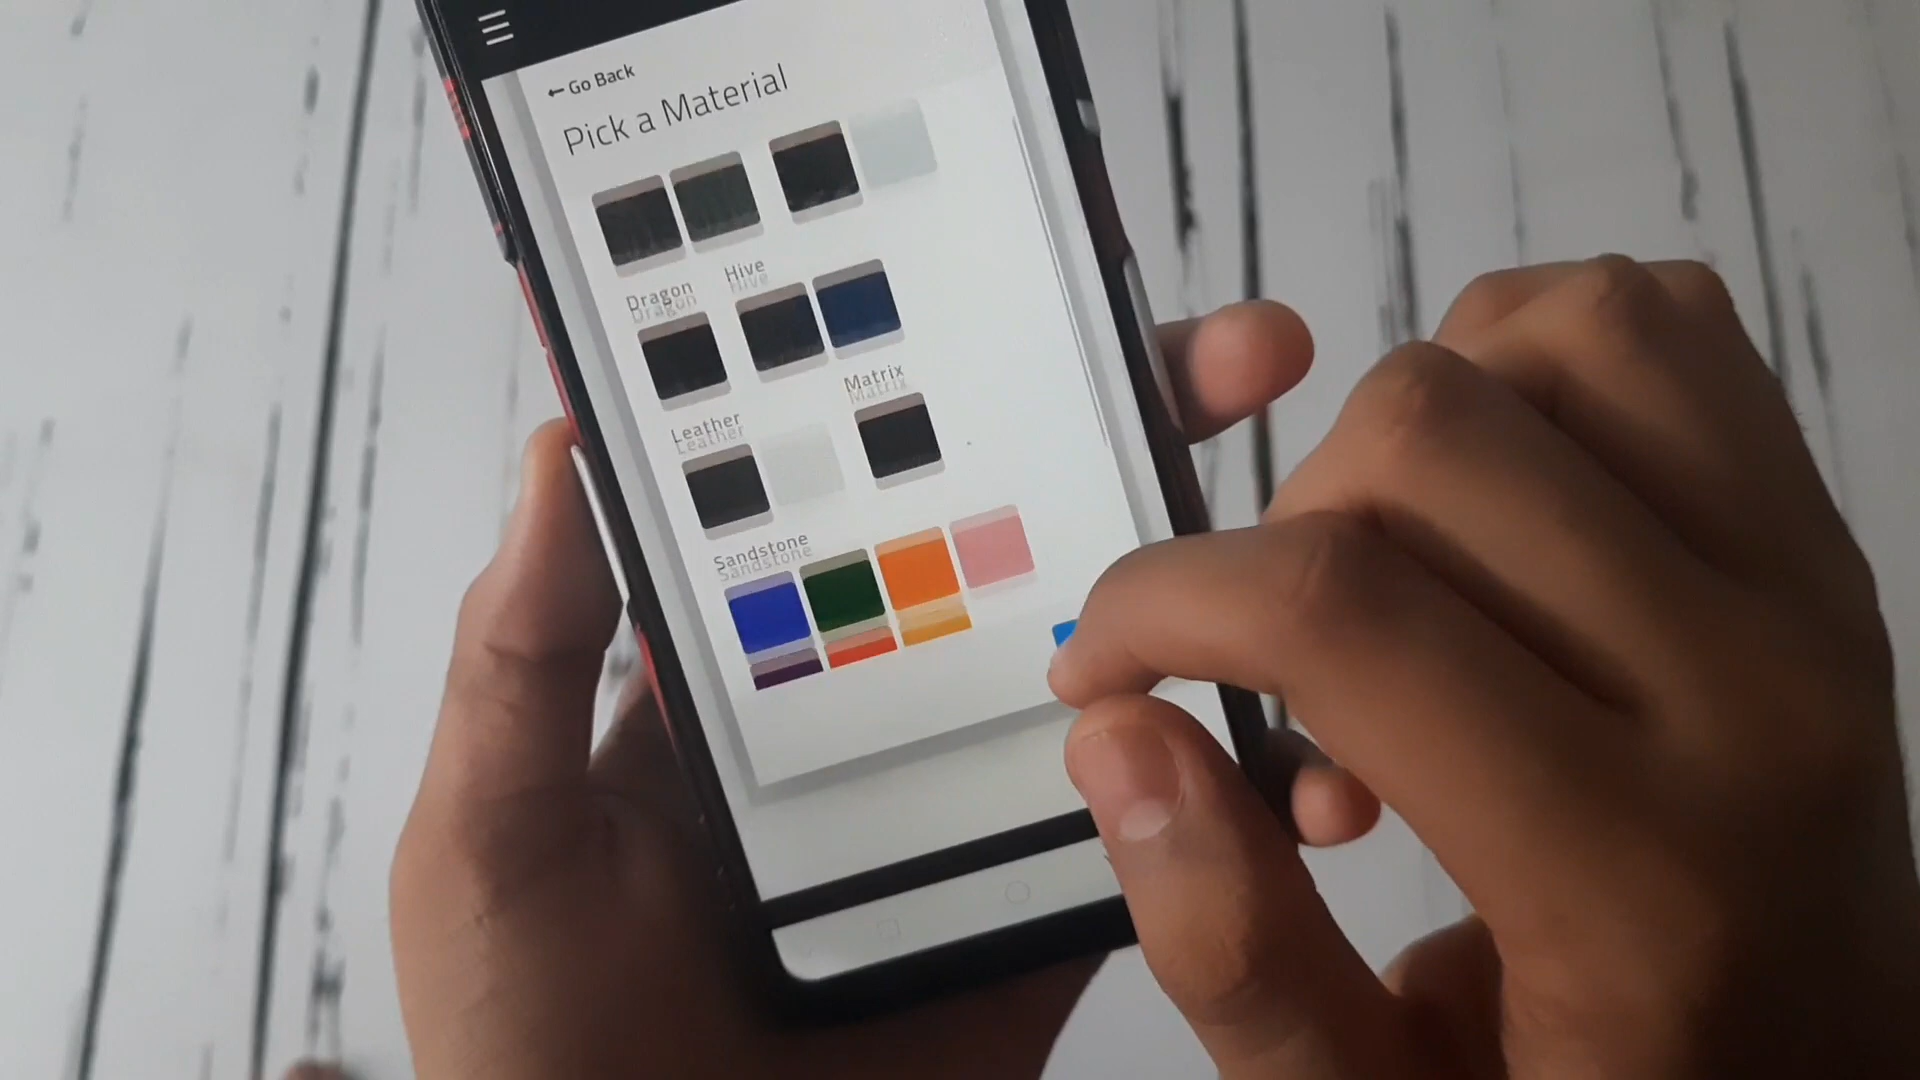 ← Go Back
Pick a Material
Dragon
Hive
Leather
Matrix
Sandstone